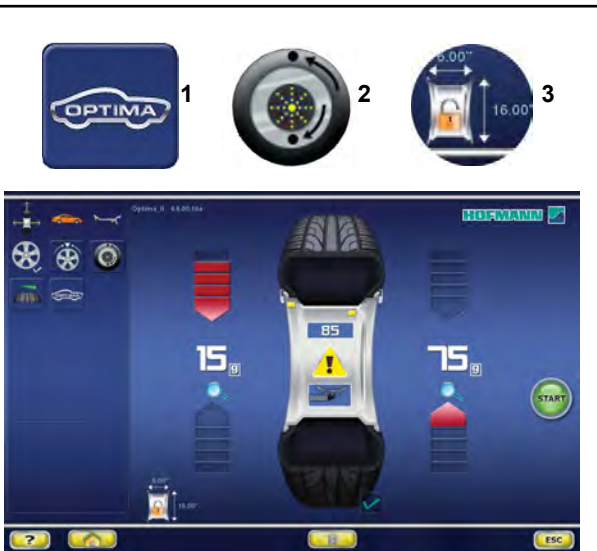 OPTIMA
1
2
6.00"
16.00"
3
Optima_II
HOFMANN
85
15 g
75 g
START
OPTIMA
6.00"
16.00"
?
ESC